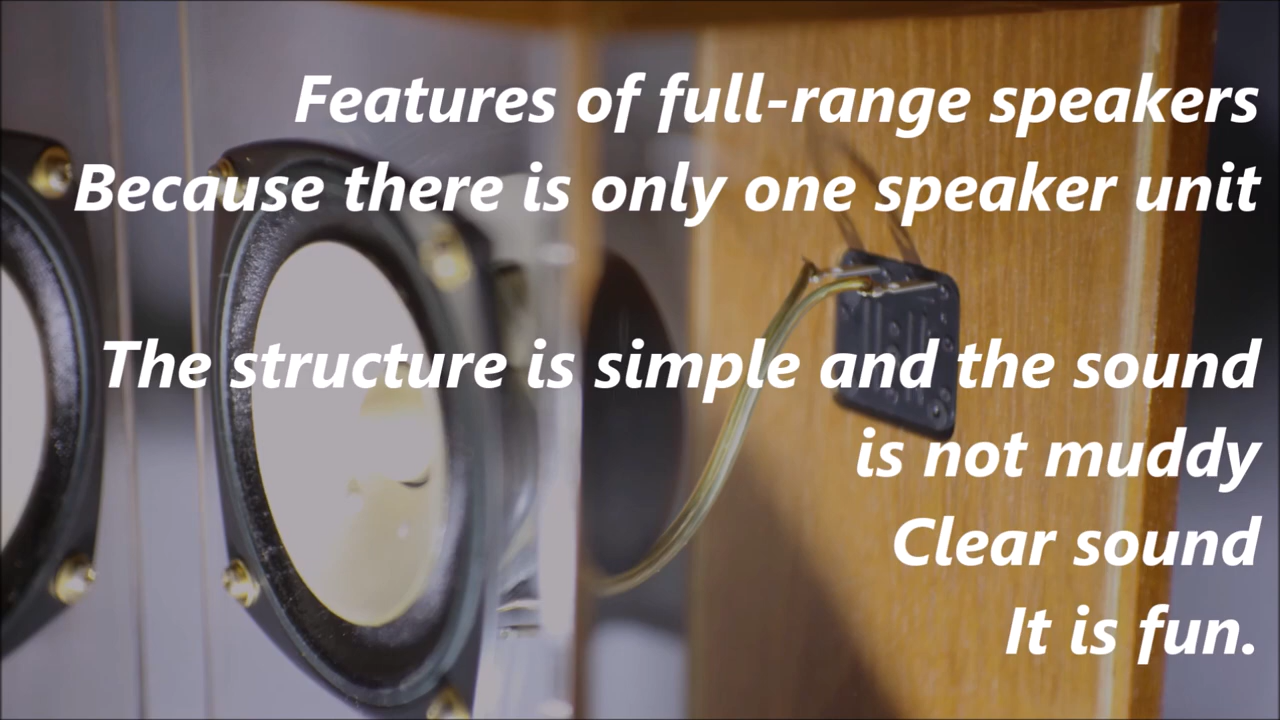 Features of full-range speakers
Because there is only one speaker unit
The structure is simple and the sound
is not muddy
Clear sound
It is fun.